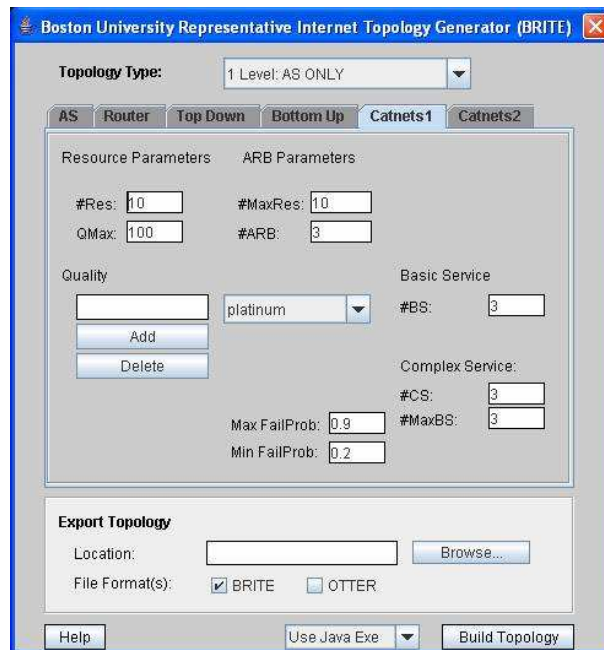 Boston University Representative Internet Topology Generator (BRITE)
Topology Type: 1 Level: AS ONLY
AS Router Top Down Bottom Up Catnets1 Catnets2
Resource Parameters ARB Parameters
#Res: 10 #MaxRes: 10
QMax: 100 #ARB: 3
Quality Basic Service
platinum #BS: 3
Add
Delete Complex Service:
#CS: 3
Max FailProb: 0.9 #MaxBS: 3
Min FailProb: 0.2
Export Topology
Location: Browse...
File Format(s): BRITE OTTER
Help Use Java Exe Build Topology